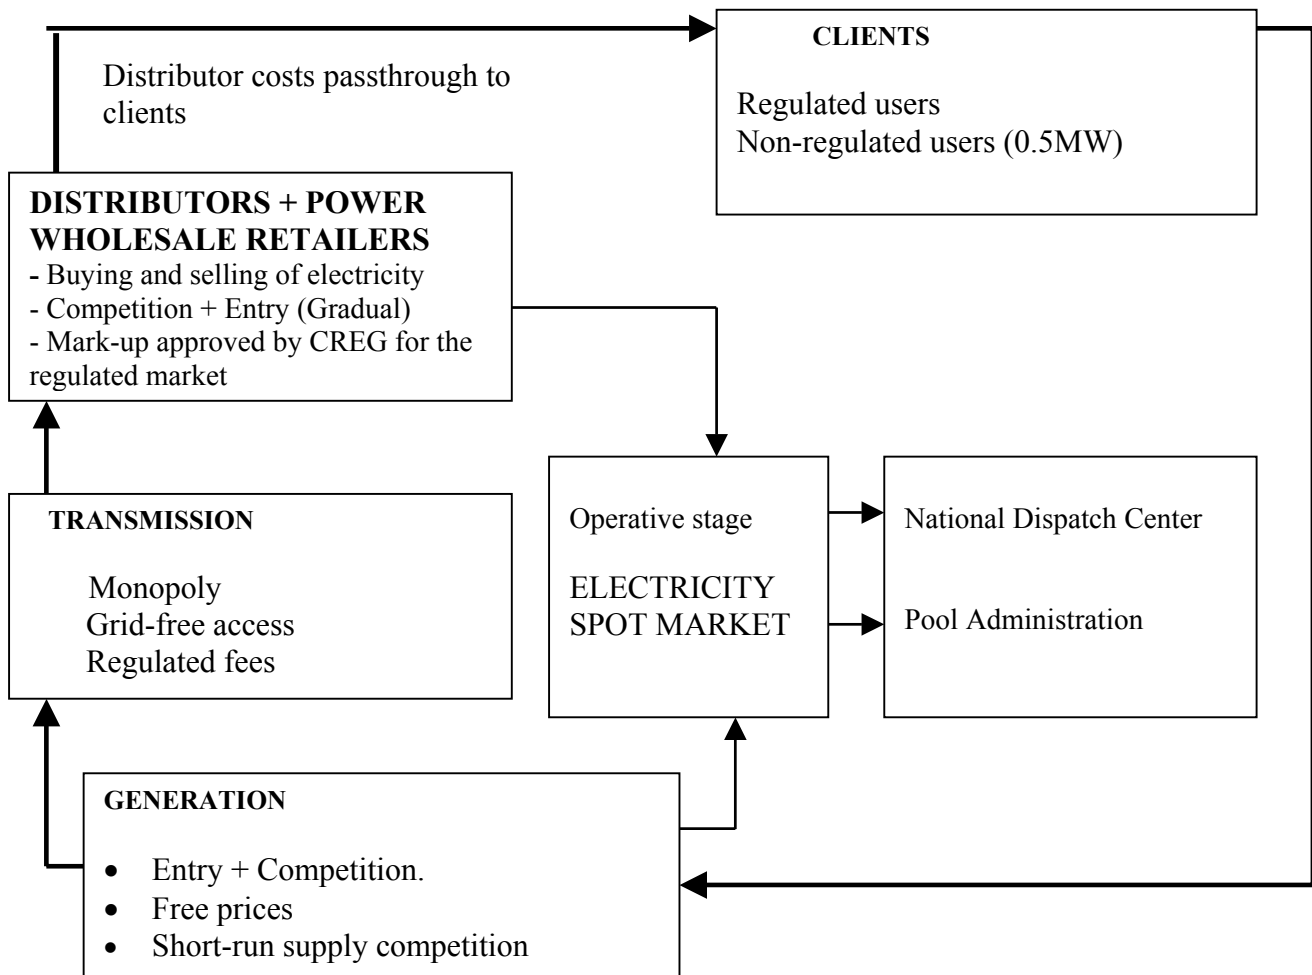 CLIENTS
Regulated users
Non-regulated users (0.5MW)
Distributor costs passthrough to
clients
DISTRIBUTORS + POWER
WHOLESALE RETAILERS
- Buying and selling of electricity
- Competition + Entry (Gradual)
- Mark-up approved by CREG for the
regulated market
TRANSMISSION
Monopoly
Grid-free access
Regulated fees
Operative stage
ELECTRICITY
SPOT MARKET
National Dispatch Center
Pool Administration
GENERATION
• Entry + Competition.
• Free prices
• Short-run supply competition